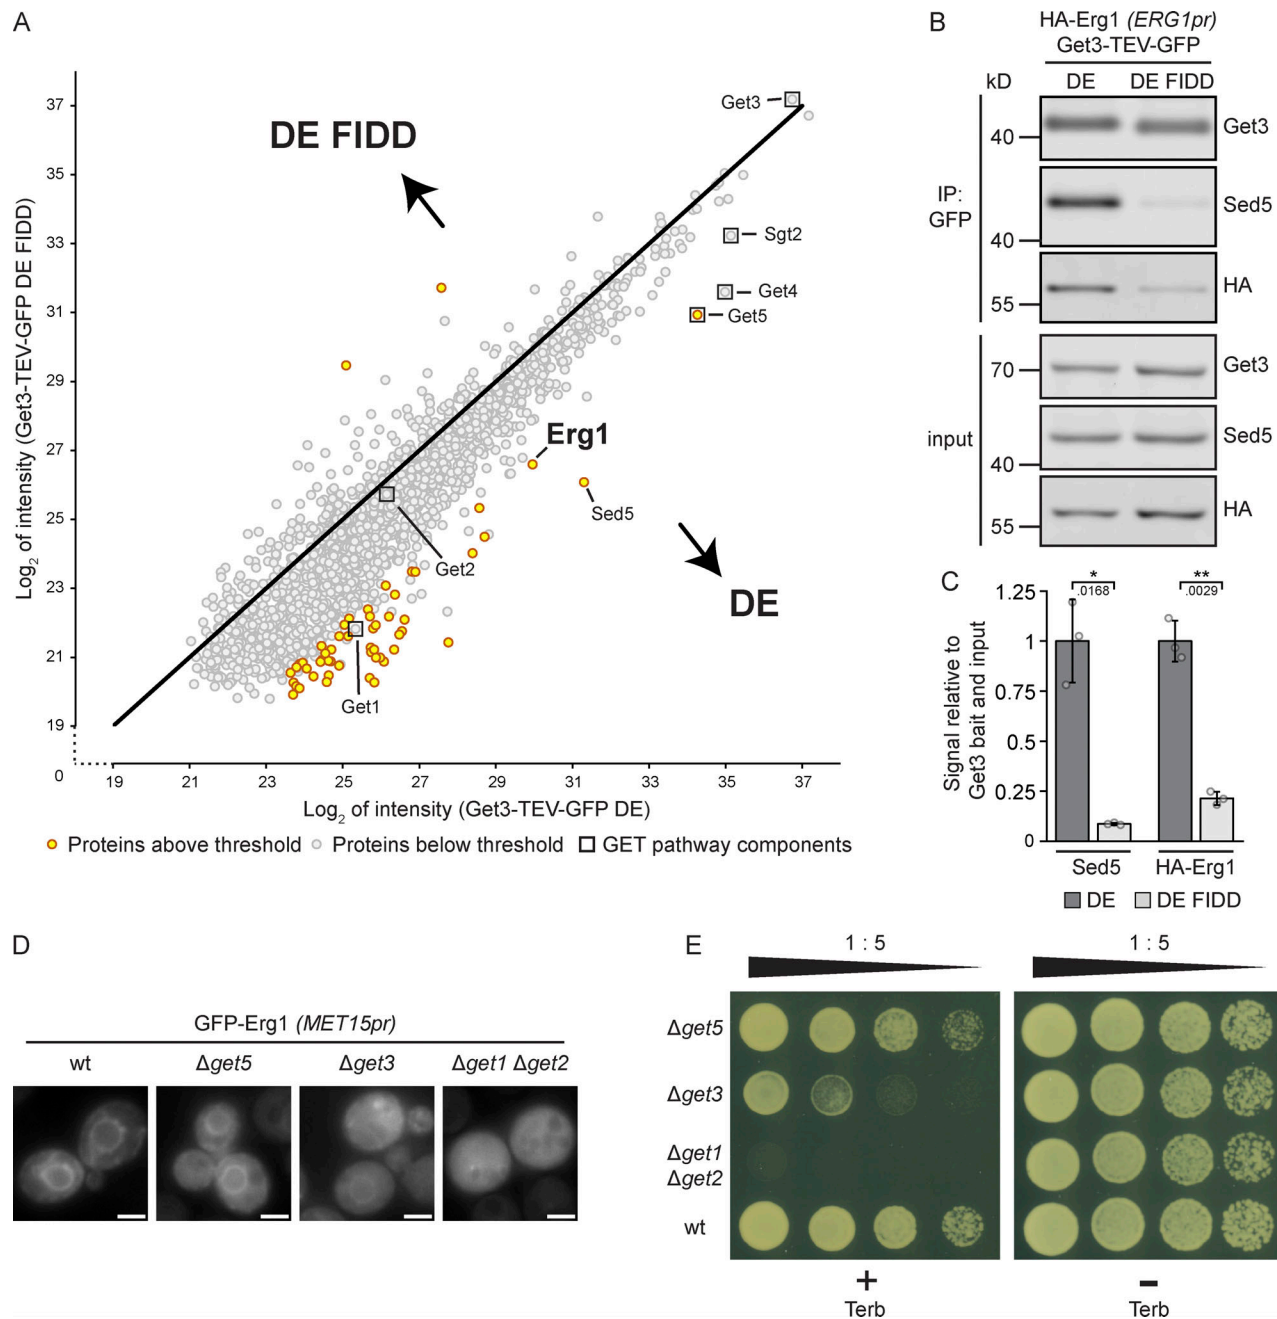 A
Log2 of intensity (Get3-TEV-GFP DE FIDD)
37
35
33
31
29
27
25
23
21
19
0
19
21
23
25
27
29
31
33
35
37
Log2 of intensity (Get3-TEV-GFP DE)
DE FIDD
Get3
Sgt2
Get4
Get5
Erg1
Sed5
Get2
DE
Get1
Proteins above threshold
Proteins below threshold
GET pathway components
B
HA-Erg1 (ERG1pr)
Get3-TEV-GFP
kD
DE
DE FIDD
IP:
GFP
40
Get3
40
Sed5
55
HA
input
70
Get3
40
Sed5
55
HA
C
Signal relative to
Get3 bait and input
1.25
1
0.75
0.5
0.25
0
*
.0168
**
.0029
Sed5
HA-Erg1
DE
DE FIDD
D
GFP-Erg1 (MET15pr)
wt
Δget5
Δget3
Δget1 Δget2
E
1 : 5
1 : 5
Δget5
Δget3
Δget1
Δget2
wt
+
Terb
−
Terb